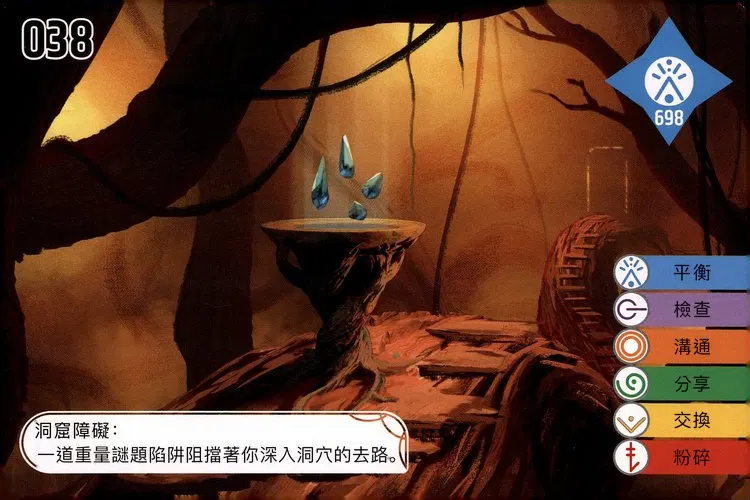 038
698
平衡
檢查
溝通
分享
交換
粉碎
洞窟障礙：
一道重量謎題陷阱阻擋著你深入洞穴的去路。